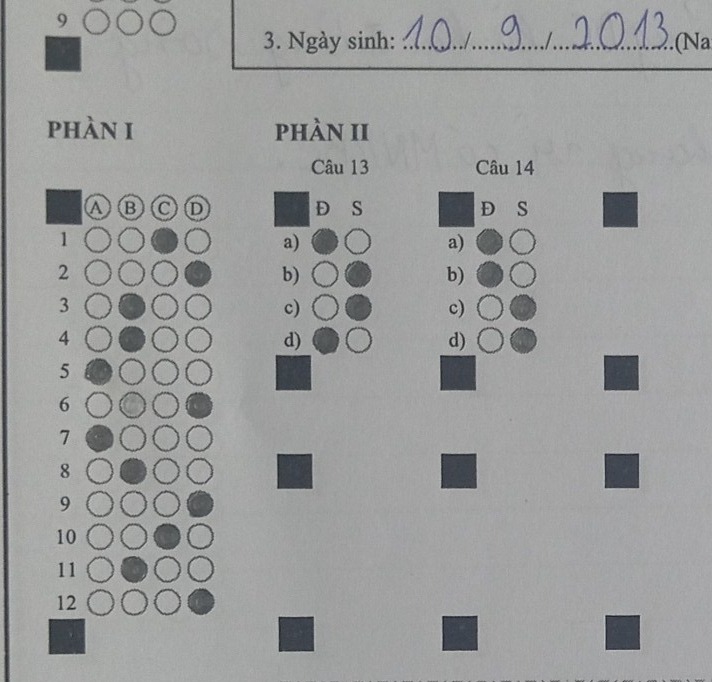 9
3. Ngày sinh: 10/9/2013 (Na
PHẦN I
PHẦN II
Câu 13
Câu 14
A B C D
Đ S
Đ S
1
a)
a)
2
b)
b)
3
c)
c)
4
d)
d)
5
6
7
8
9
10
11
12